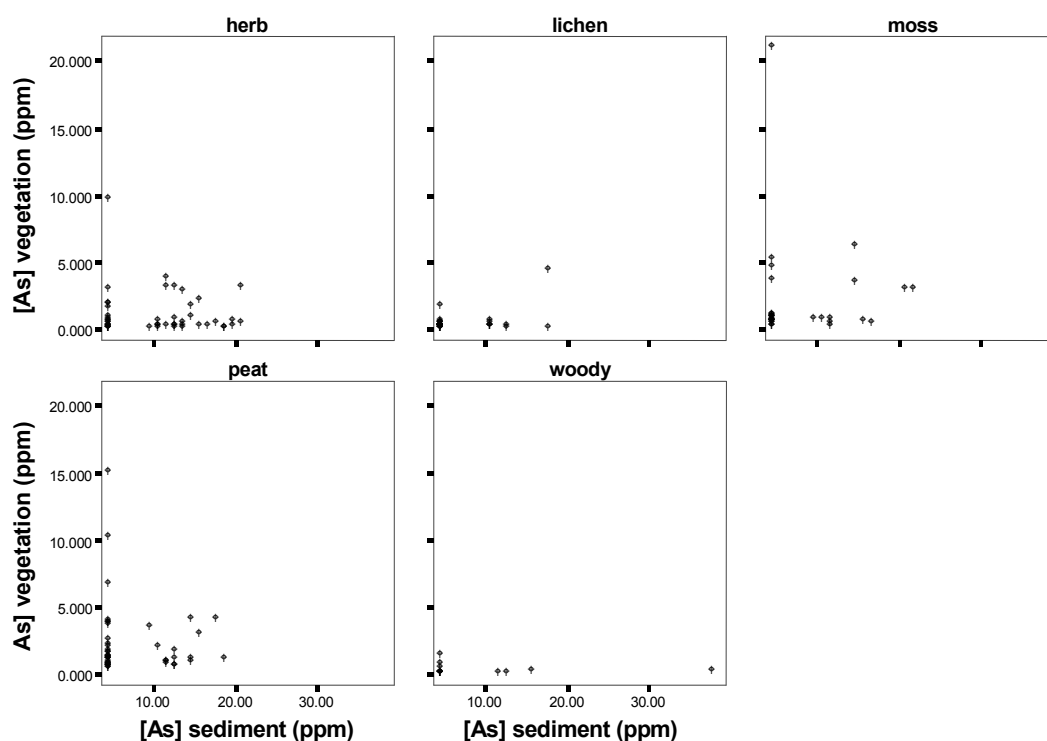 herb lichen moss
20.000
15.000
10.000
5.000
0.000
[As] vegetation (ppm)
peat woody
20.000
15.000
10.000
5.000
0.000
As] vegetation (ppm)
10.00 20.00 30.00 10.00 20.00 30.00
[As] sediment (ppm) [As] sediment (ppm)